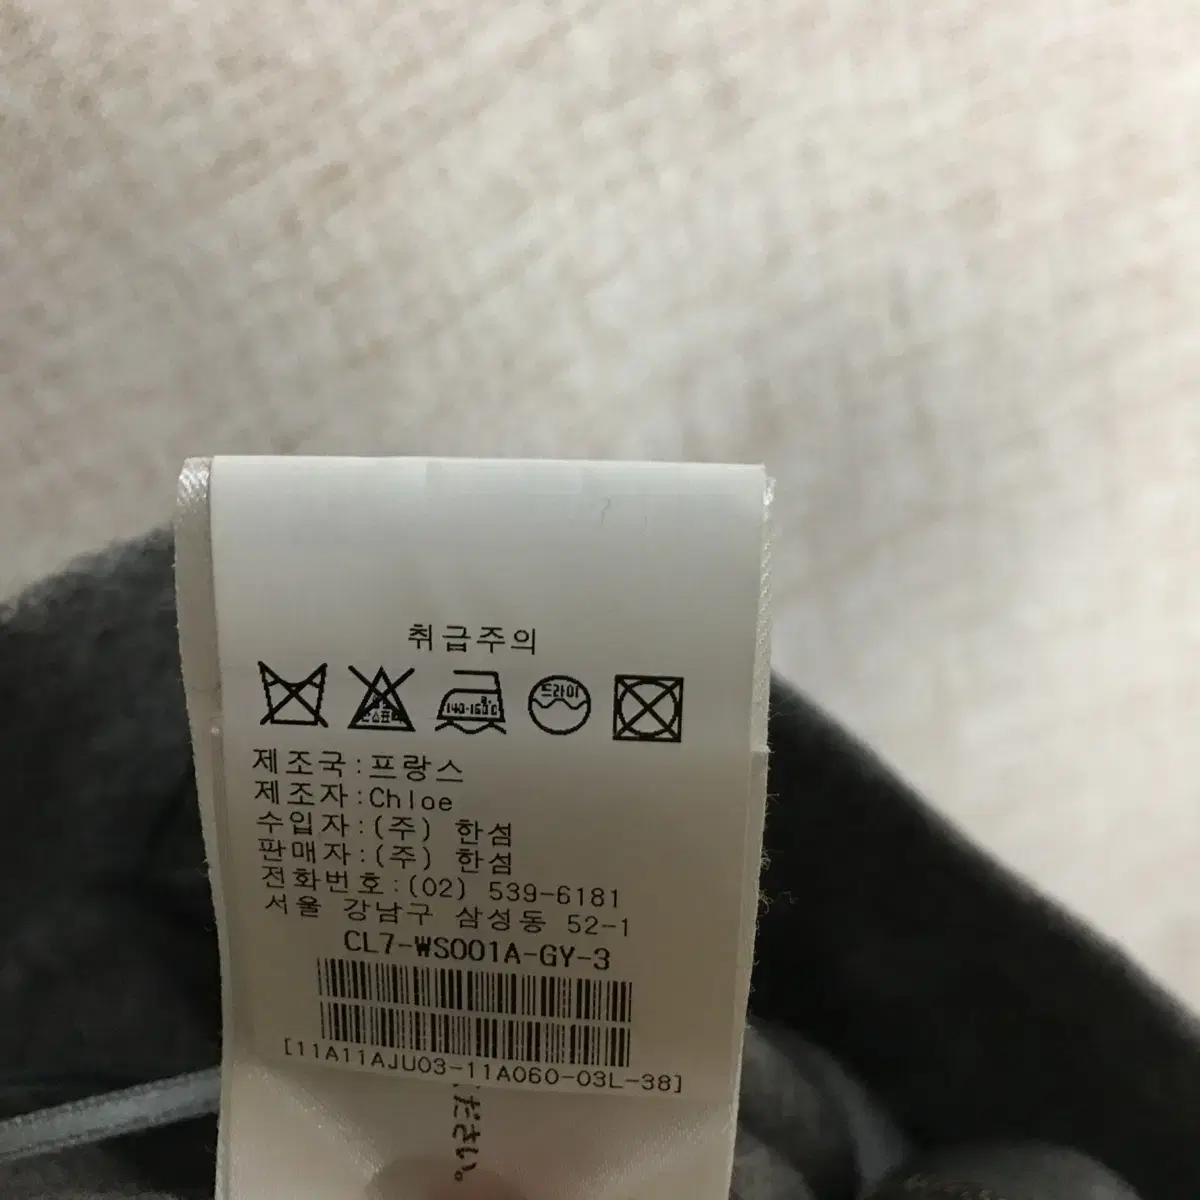 취급주의
140-160℃
드라이
제조국:프랑스
제조자:Chloe
수입자:(주) 한섬
판매자:(주) 한섬
전화번호:(02) 539-6181
서울 강남구 삼성동 52-1
CL7-WS001A-GY-3
[11A11AJU03-11A060-03L-38]
ださい。